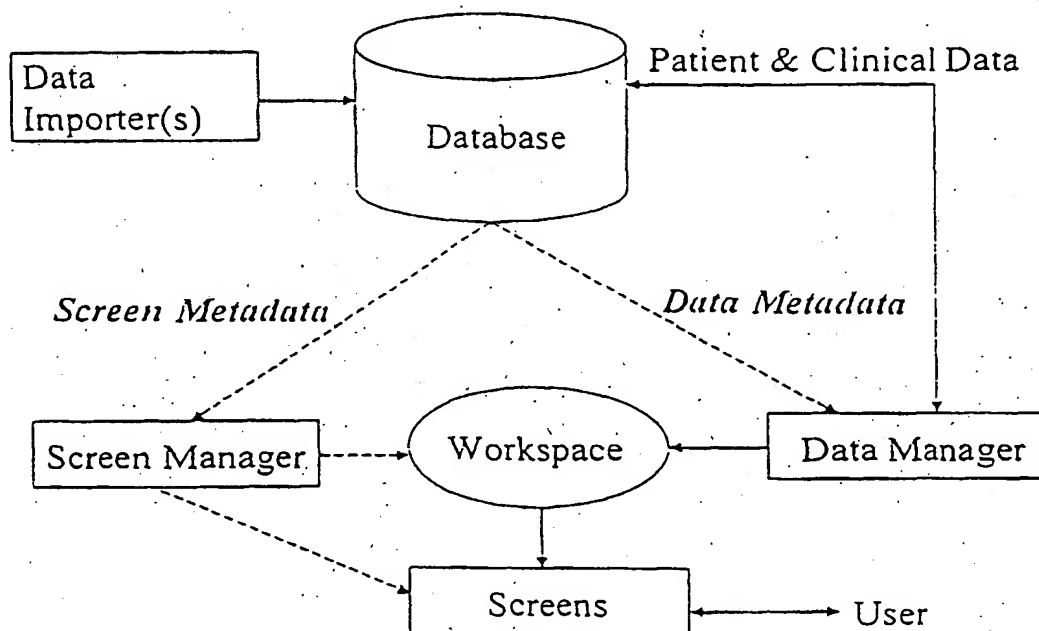 Data
Importer(s)
Patient & Clinical Data
Database
Screen Metadata
Data Metadata
Screen Manager
Workspace
Data Manager
Screens
User